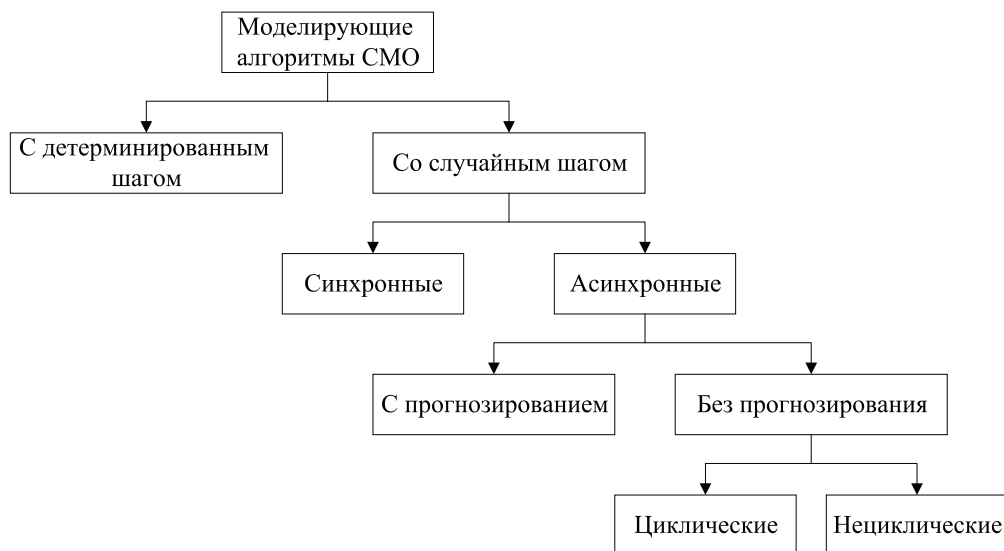 Моделирующие
алгоритмы СМО
С детерминированным
шагом
Со случайным шагом
Синхронные
Асинхронные
С прогнозированием
Без прогнозирования
Циклические
Нециклические